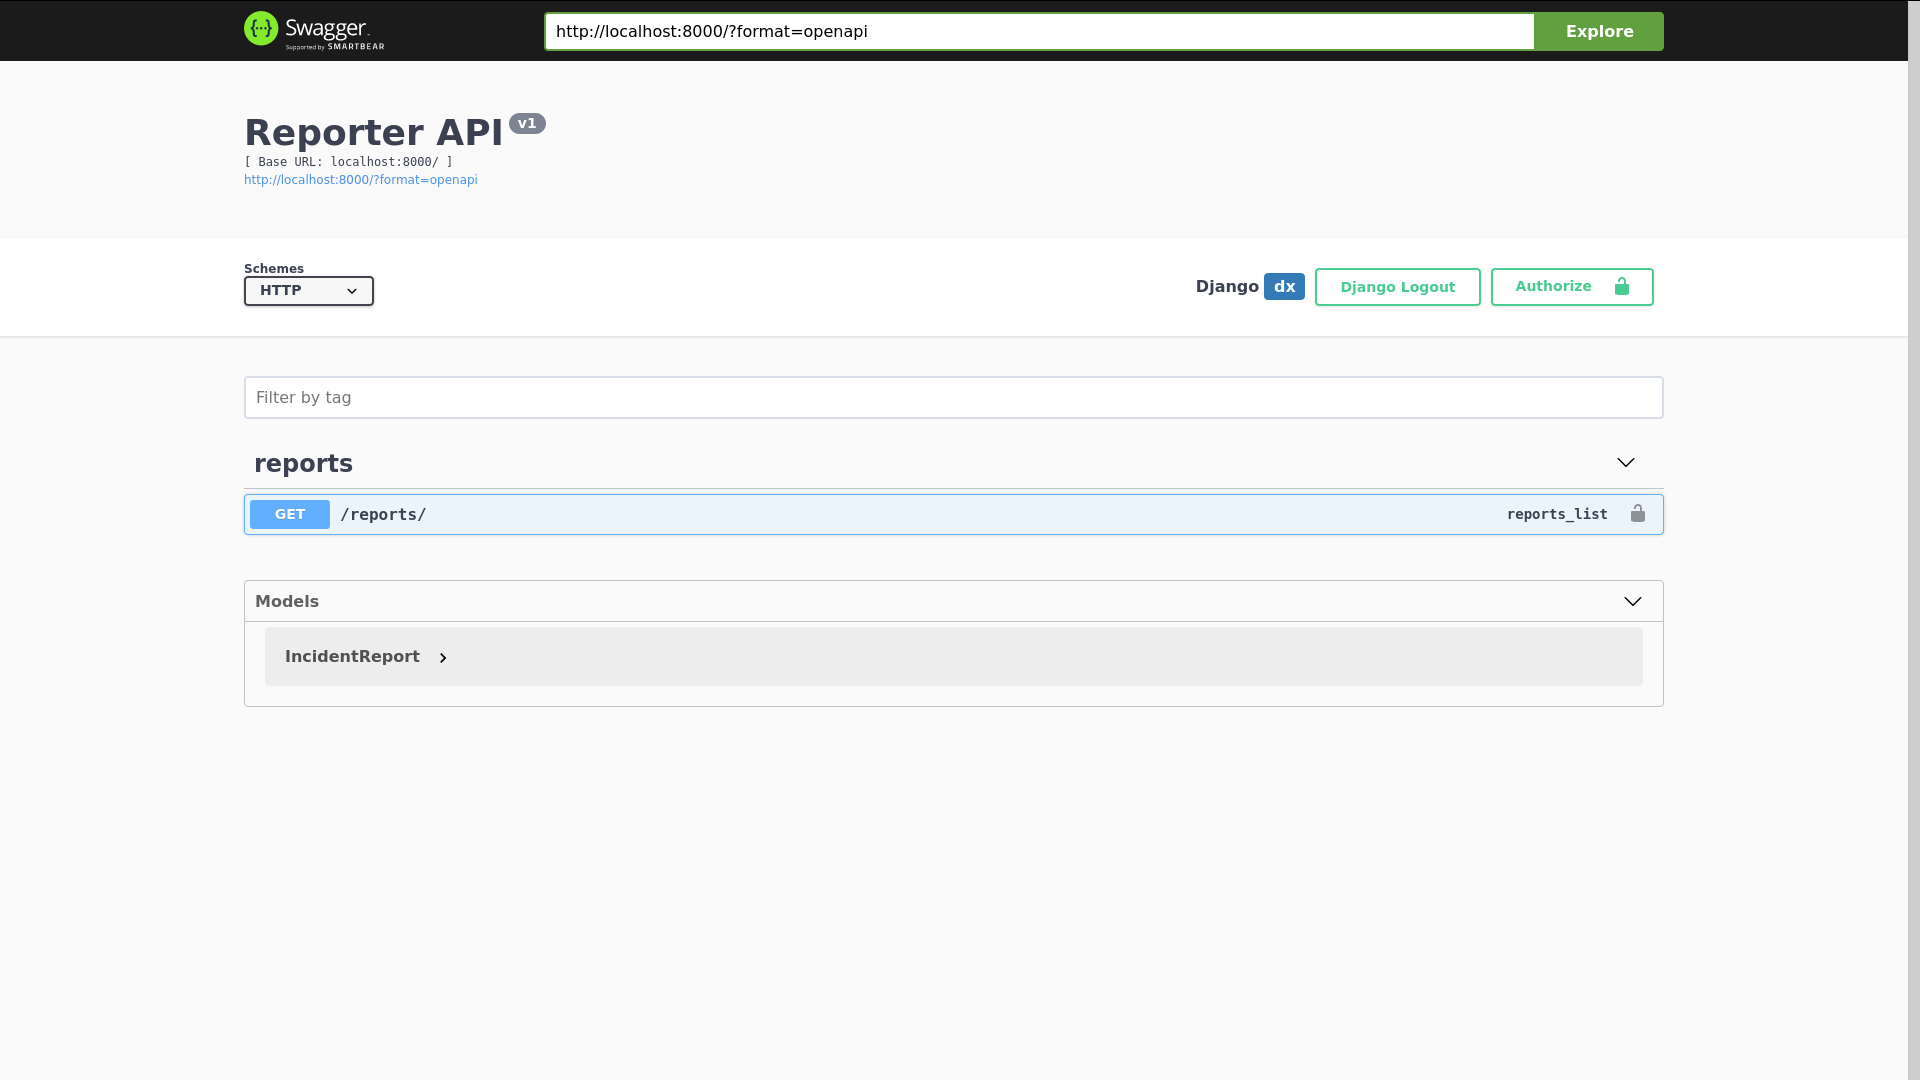 Swagger
Supported by SMARTBEAR
http://localhost:8000/?format=openapi
Explore
Reporter API v1
[ Base URL: localhost:8000/ ]
http://localhost:8000/?format=openapi
Schemes
HTTP
Django dx
Django Logout
Authorize
Filter by tag
reports
GET /reports/ reports_list
Models
IncidentReport